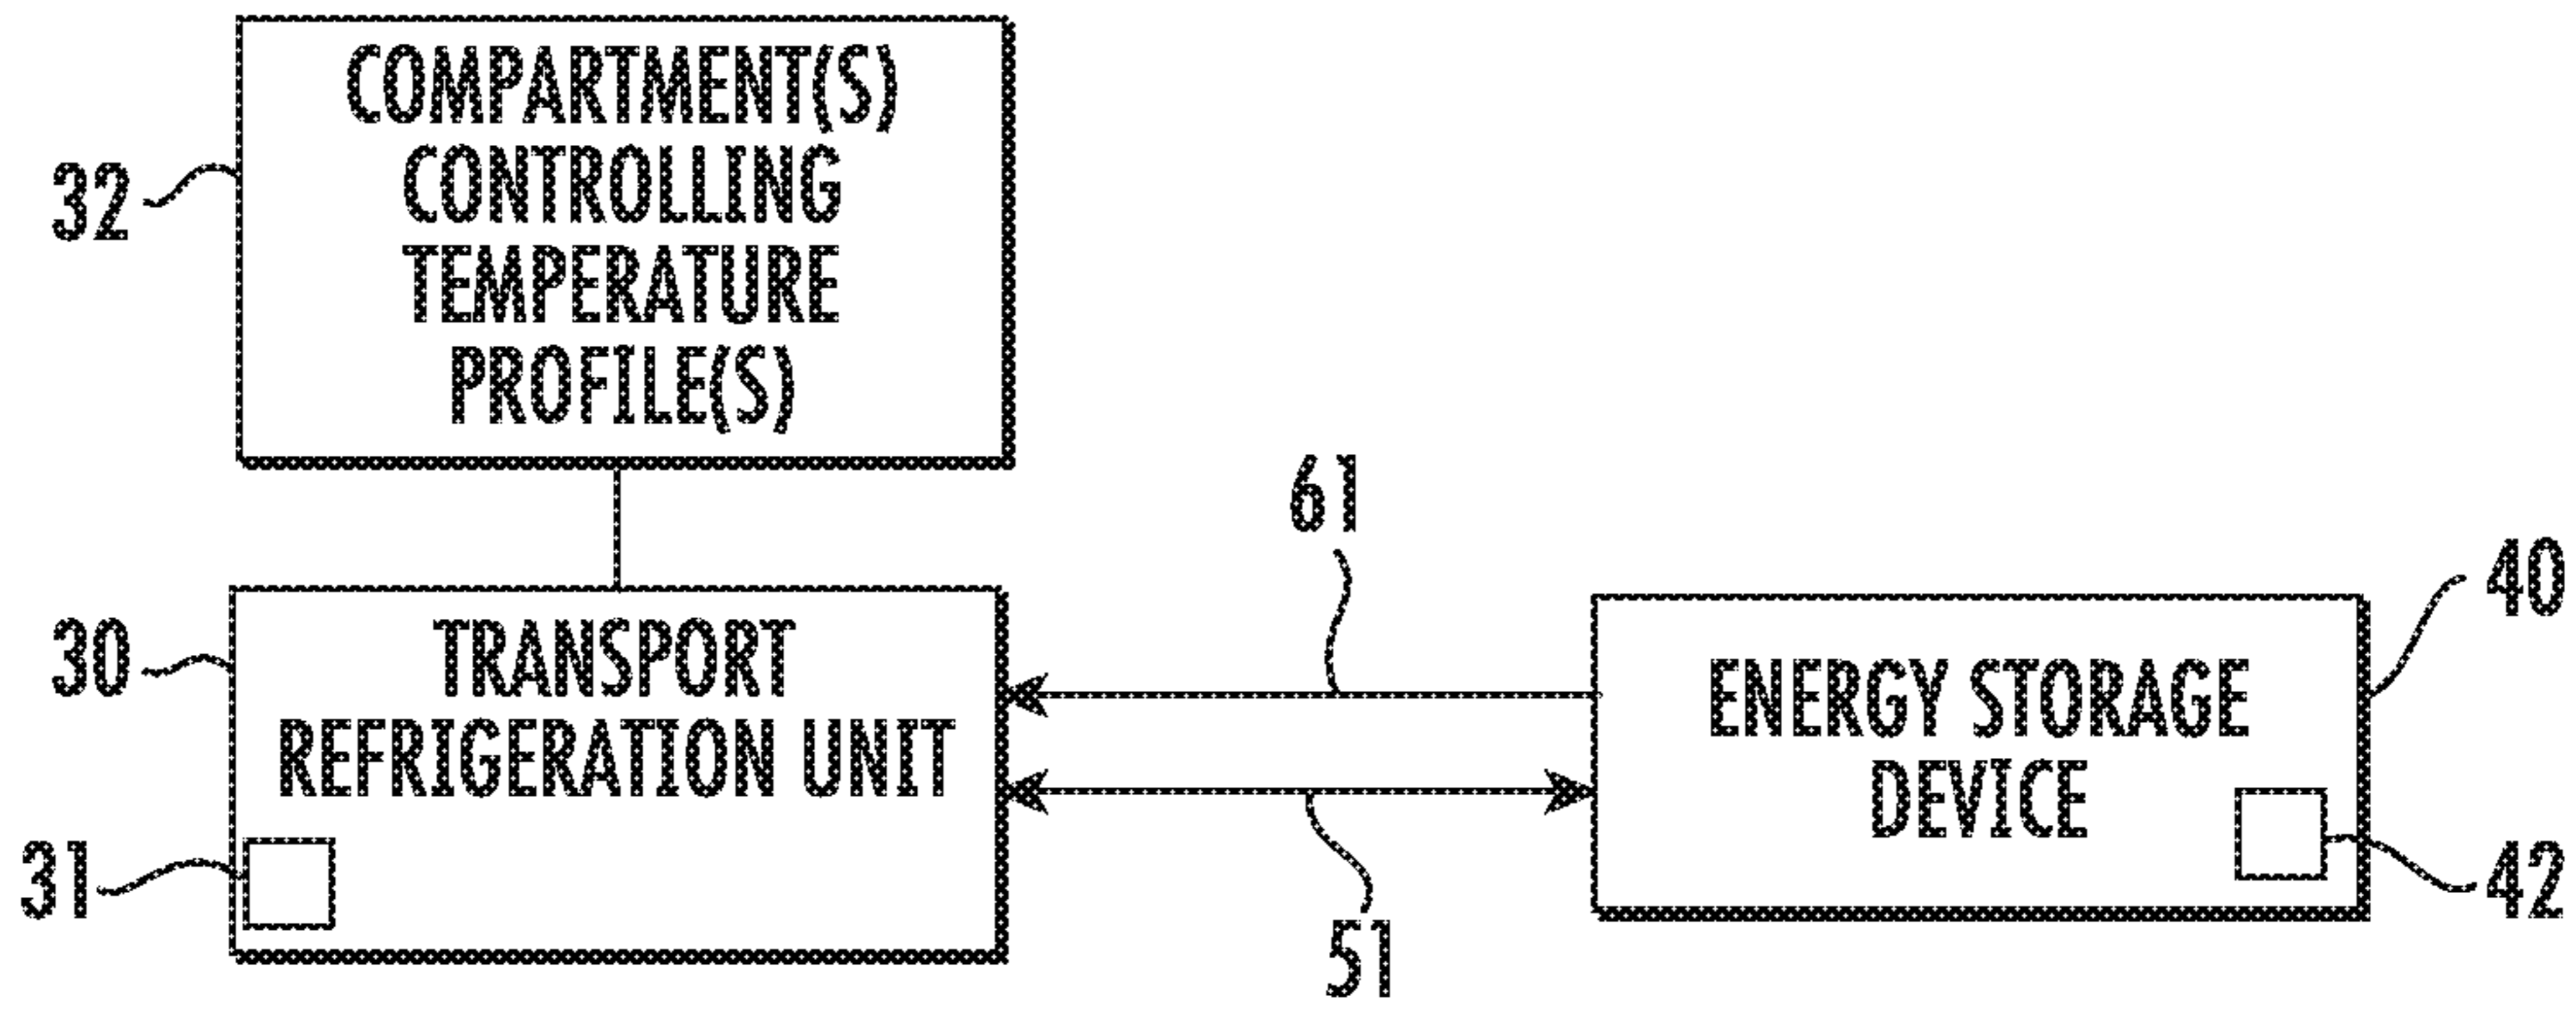 COMPARTMENT(S)
CONTROLLING
TEMPERATURE
PROFILE(S)
32
61
40
30
TRANSPORT
REFRIGERATION UNIT
ENERGY STORAGE
DEVICE
31
42
51